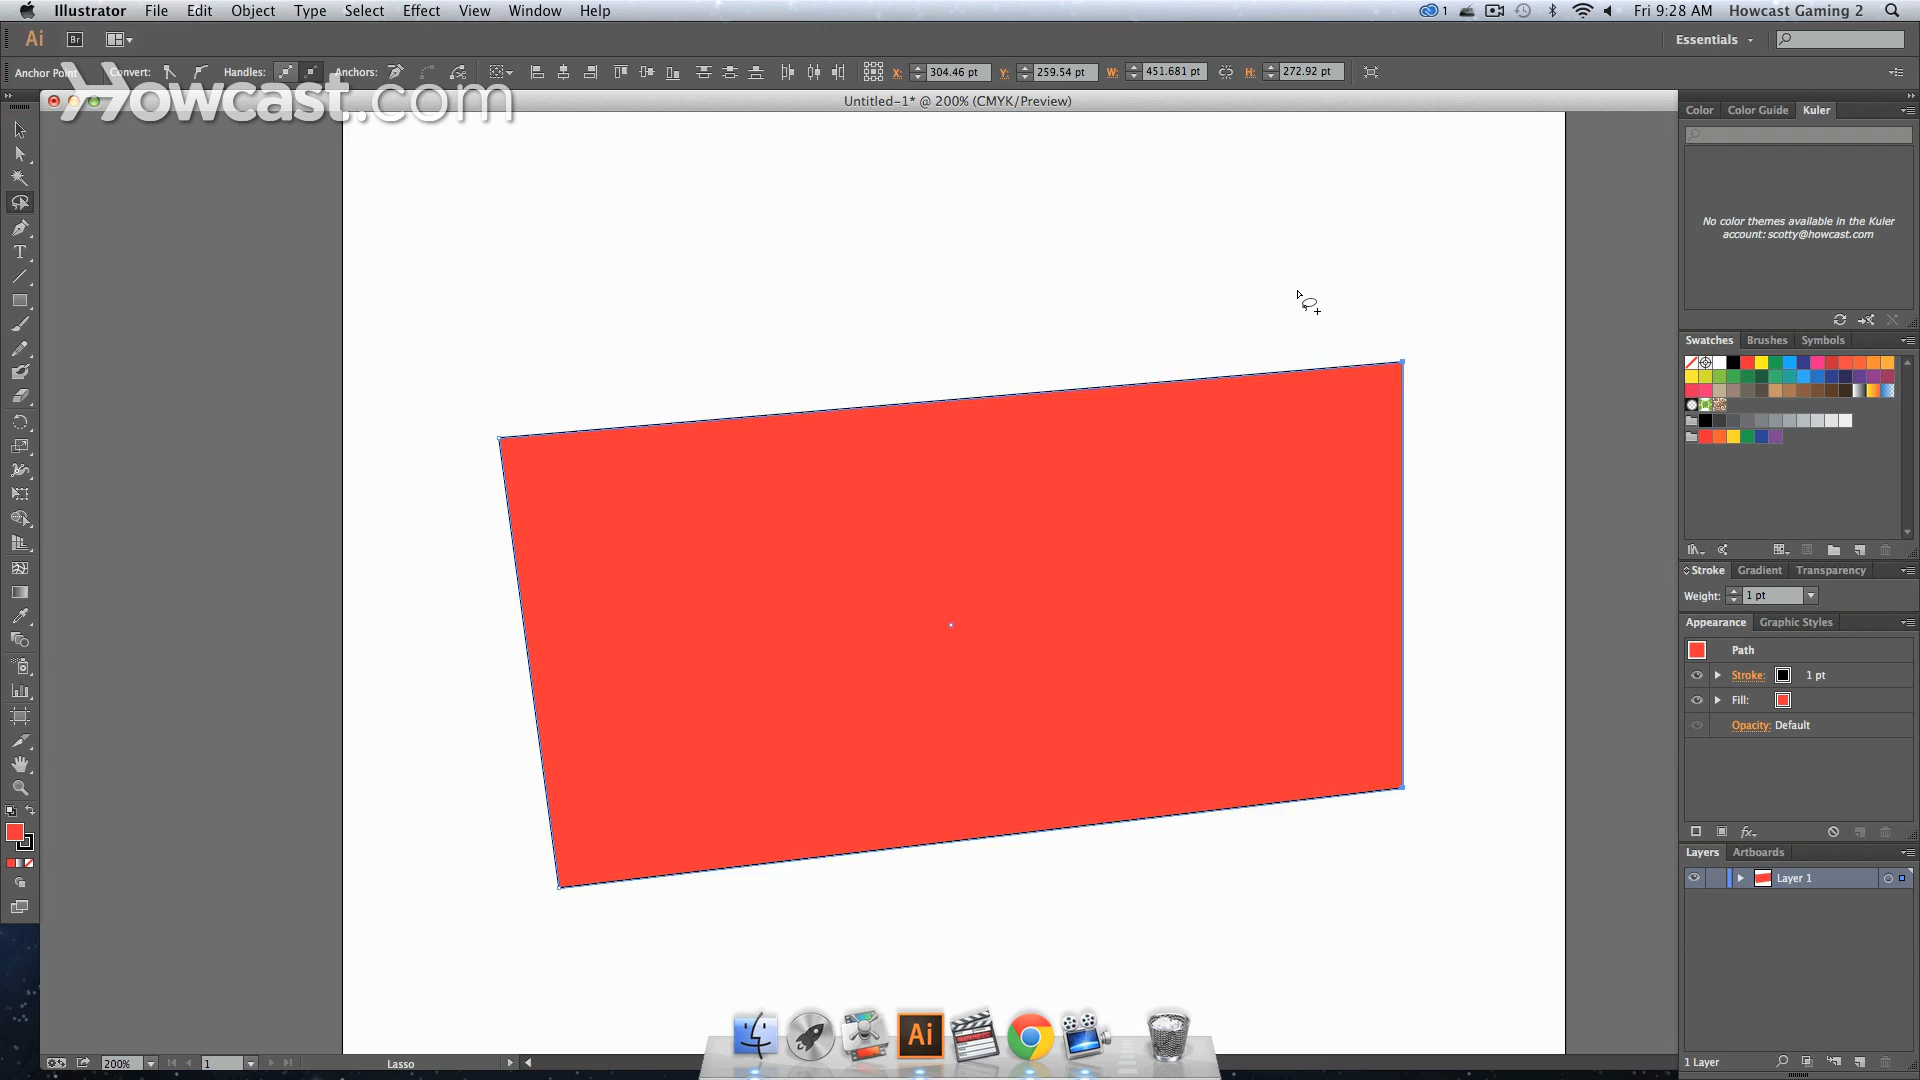 Illustrator File Edit Object Type Select Effect View Window Help
1 Fri 9:28 AM Howcast Gaming 2
Ai Br Essentials
Anchor Point Convert: Handles: Anchors: X: 304.46 pt Y: 259.54 pt W: 451.681 pt H: 272.92 pt
Howcast.com
Untitled-1* @ 200% (CMYK/Preview)
Color Color Guide Kuler
No color themes available in the Kuler
account: scotty@howcast.com
Swatches Brushes Symbols
Stroke Gradient Transparency
Weight: 1 pt
Appearance Graphic Styles
Path
Stroke: 1 pt
Fill:
Opacity: Default
fx
Layers Artboards
Layer 1
1 Layer
T
200% 1 Lasso
Ai